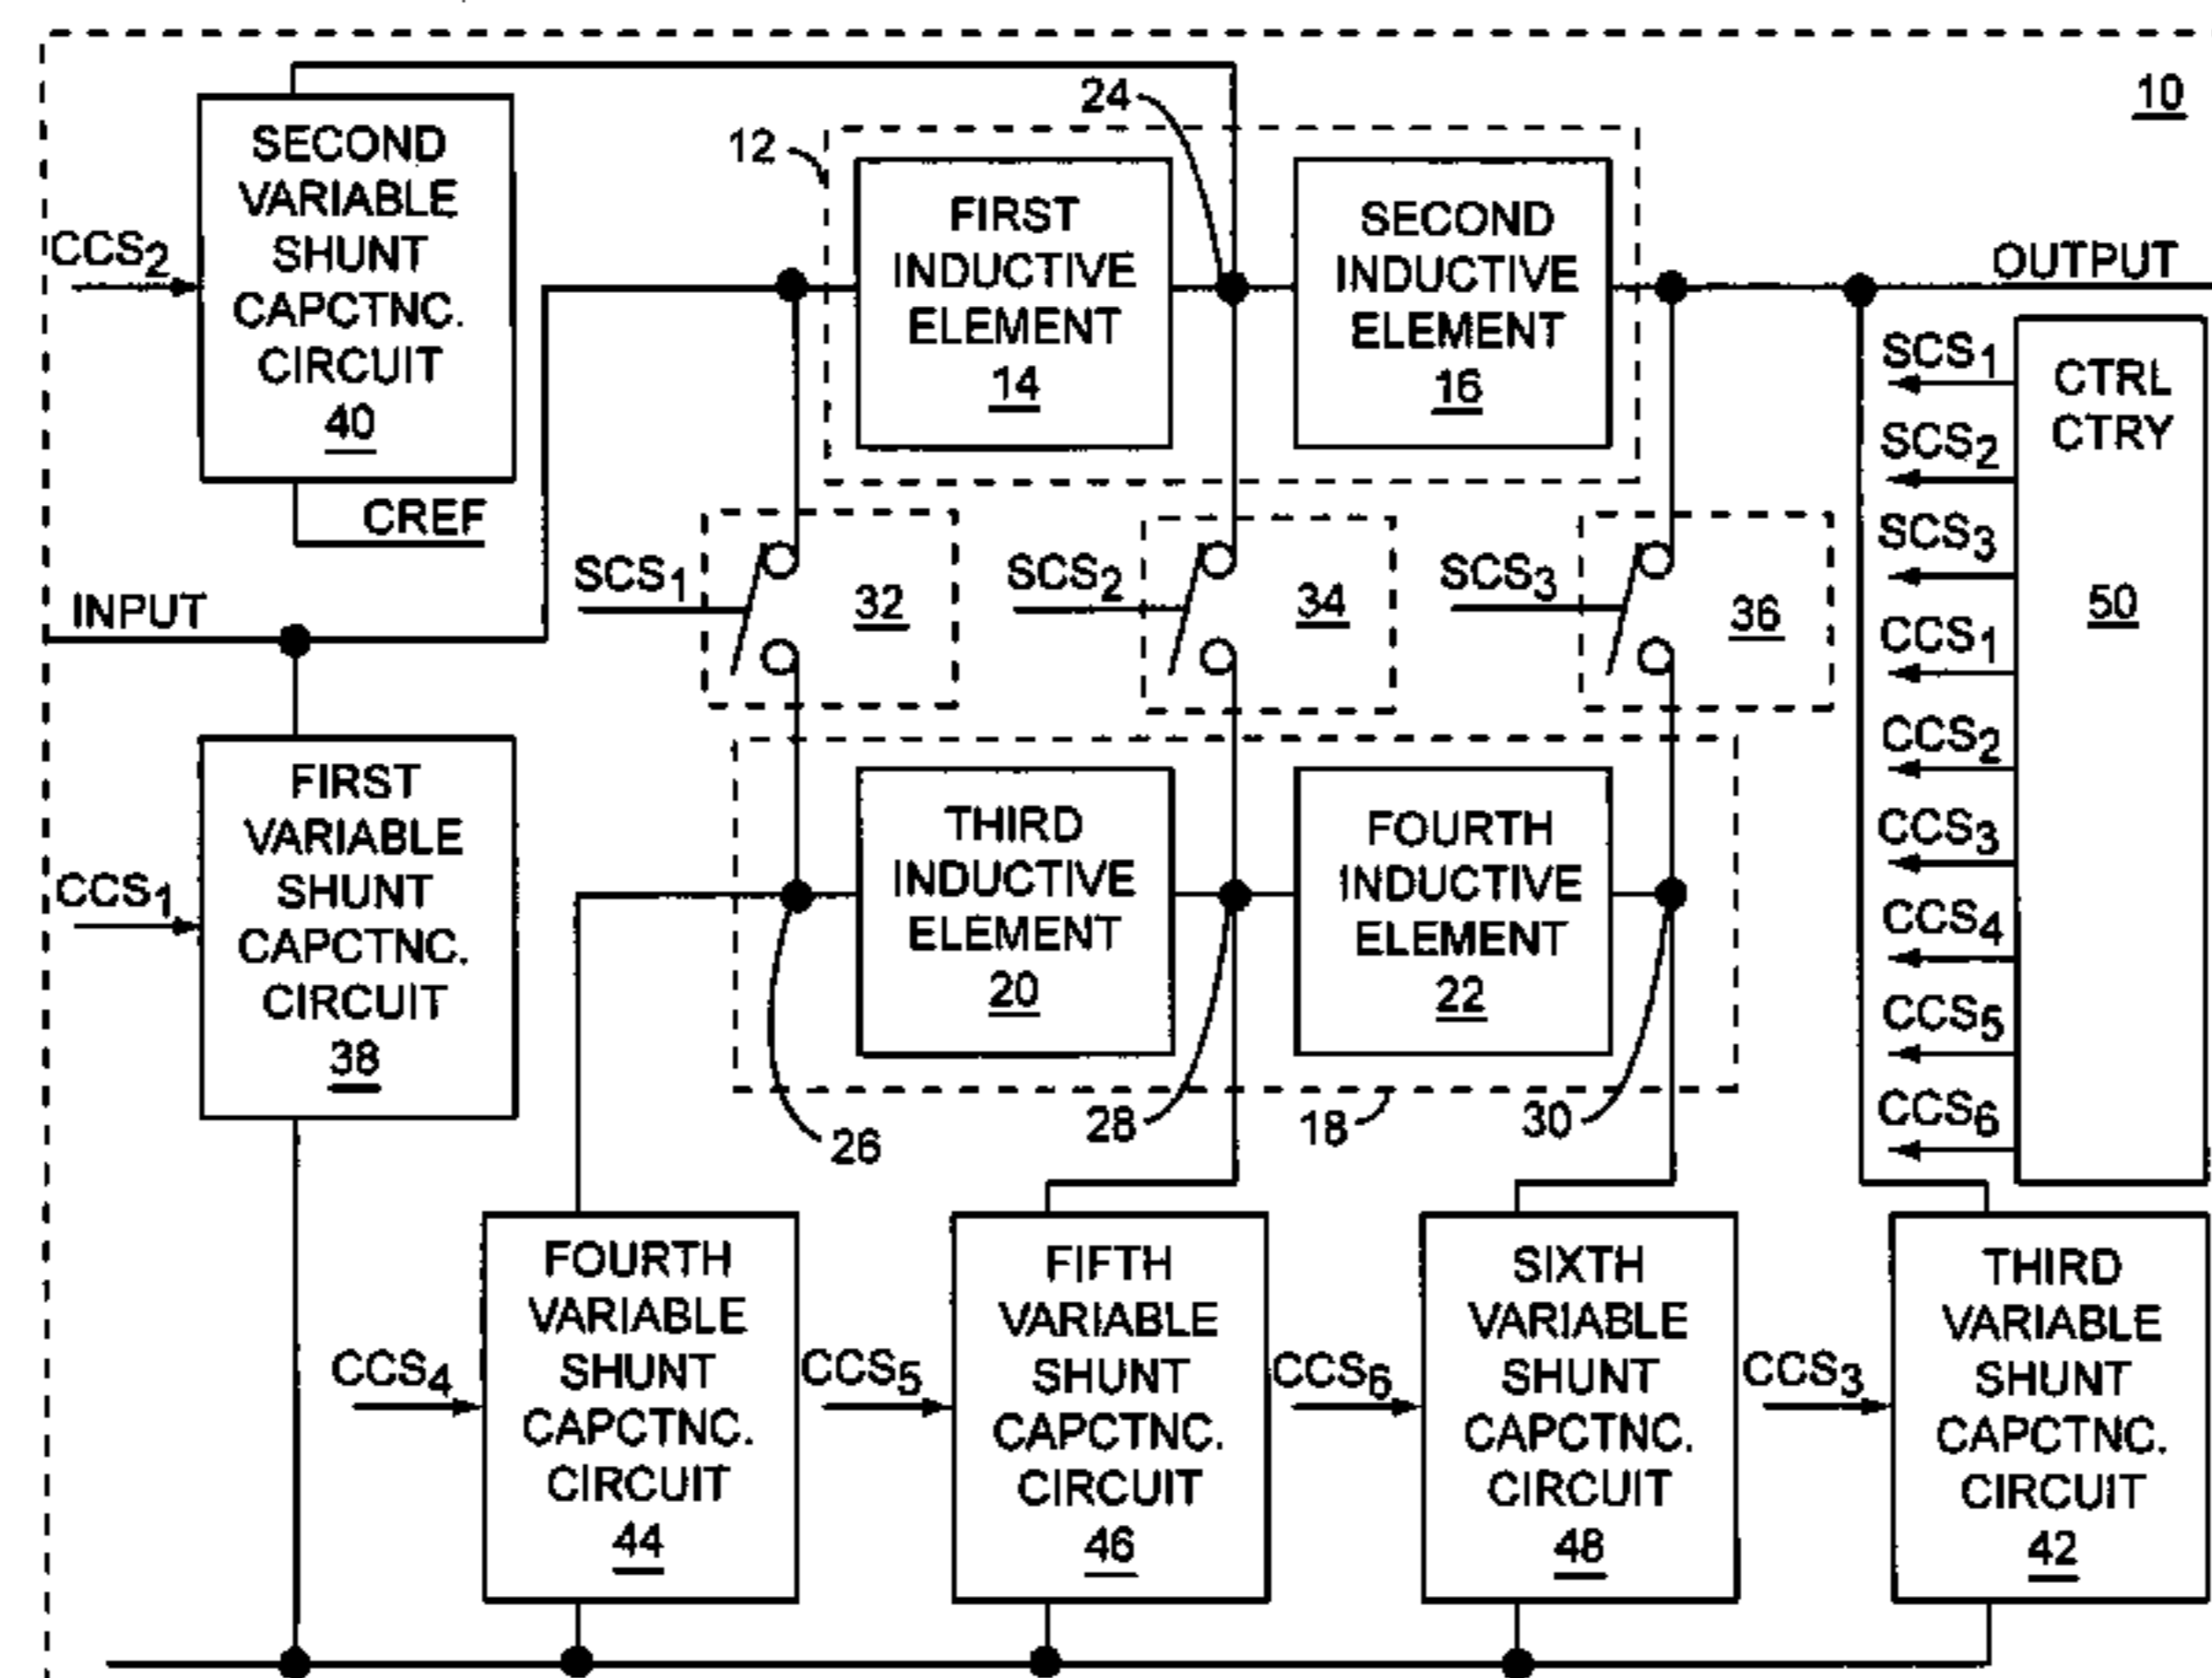 10
24
12
SECOND
VARIABLE
SHUNT
CAPCTNC.
CIRCUIT
40
CCS2
CREF
FIRST
INDUCTIVE
ELEMENT
14
SECOND
INDUCTIVE
ELEMENT
16
OUTPUT
INPUT
SCS1
32
SCS2
34
SCS3
36
SCS1
SCS2
SCS3
CCS1
CCS2
CCS3
CCS4
CCS5
CCS6
CTRL
CTRY
50
FIRST
VARIABLE
SHUNT
CAPCTNC.
CIRCUIT
38
CCS1
THIRD
INDUCTIVE
ELEMENT
20
FOURTH
INDUCTIVE
ELEMENT
22
26
28
18
30
CCS4
FOURTH
VARIABLE
SHUNT
CAPCTNC.
CIRCUIT
44
CCS5
FIFTH
VARIABLE
SHUNT
CAPCTNC.
CIRCUIT
46
CCS6
SIXTH
VARIABLE
SHUNT
CAPCTNC.
CIRCUIT
48
CCS3
THIRD
VARIABLE
SHUNT
CAPCTNC.
CIRCUIT
42